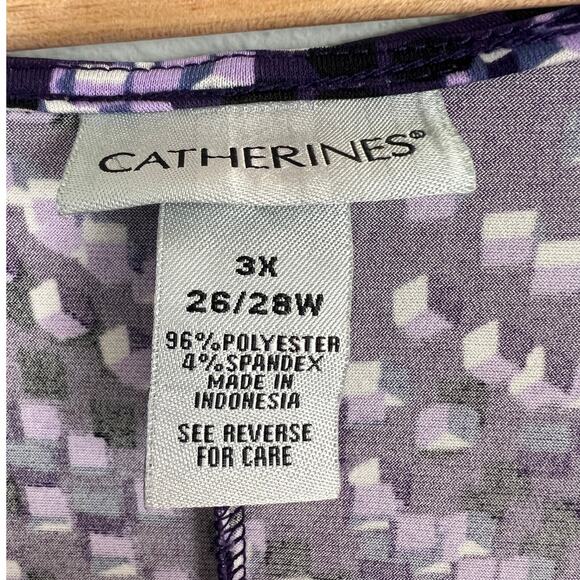 CATHERINES®
3X
26/28W
96%POLYESTER
4%SPANDEX
MADE IN
INDONESIA
SEE REVERSE
FOR CARE